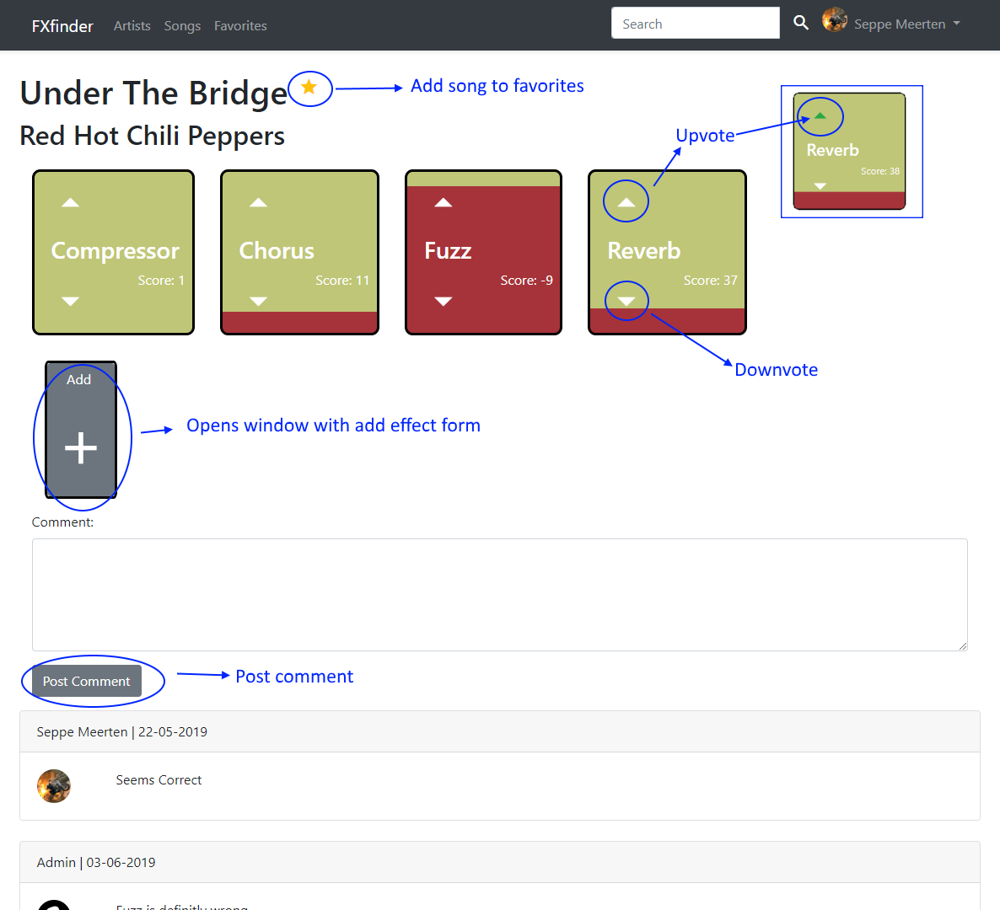 FXfinder Artists Songs Favorites Search Seppe Meerten
Under The Bridge Add song to favorites
Red Hot Chili Peppers
Upvote
Reverb
Score: 38
Compressor
Score: 1
Chorus
Score: 11
Fuzz
Score: -9
Reverb
Score: 37
Downvote
Add
Opens window with add effect form
Comment:
Post Comment
Post comment
Seppe Meerten | 22-05-2019
Seems Correct
Admin | 03-06-2019
Fuzz is definitly wrong